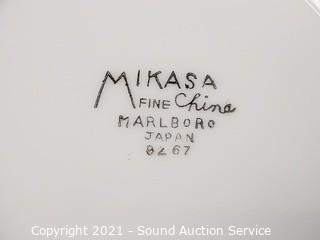 MIKASA
FINE China
MARLBORO
JAPAN
8267
Copyright 2021 - Sound Auction Service